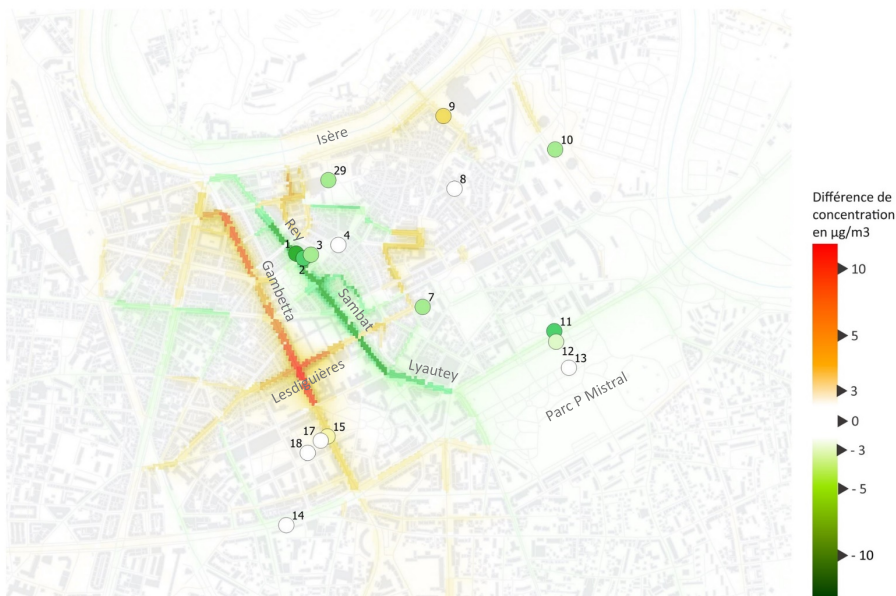 9
Isère
10
29
8
Rey
4
1
3
2
Gambetta
Sambat
7
11
12
13
Lyautey
Lesdiguières
Parc P Mistral
17
15
18
14
Différence de
concentration
en µg/m3
10
5
3
0
- 3
- 5
- 10